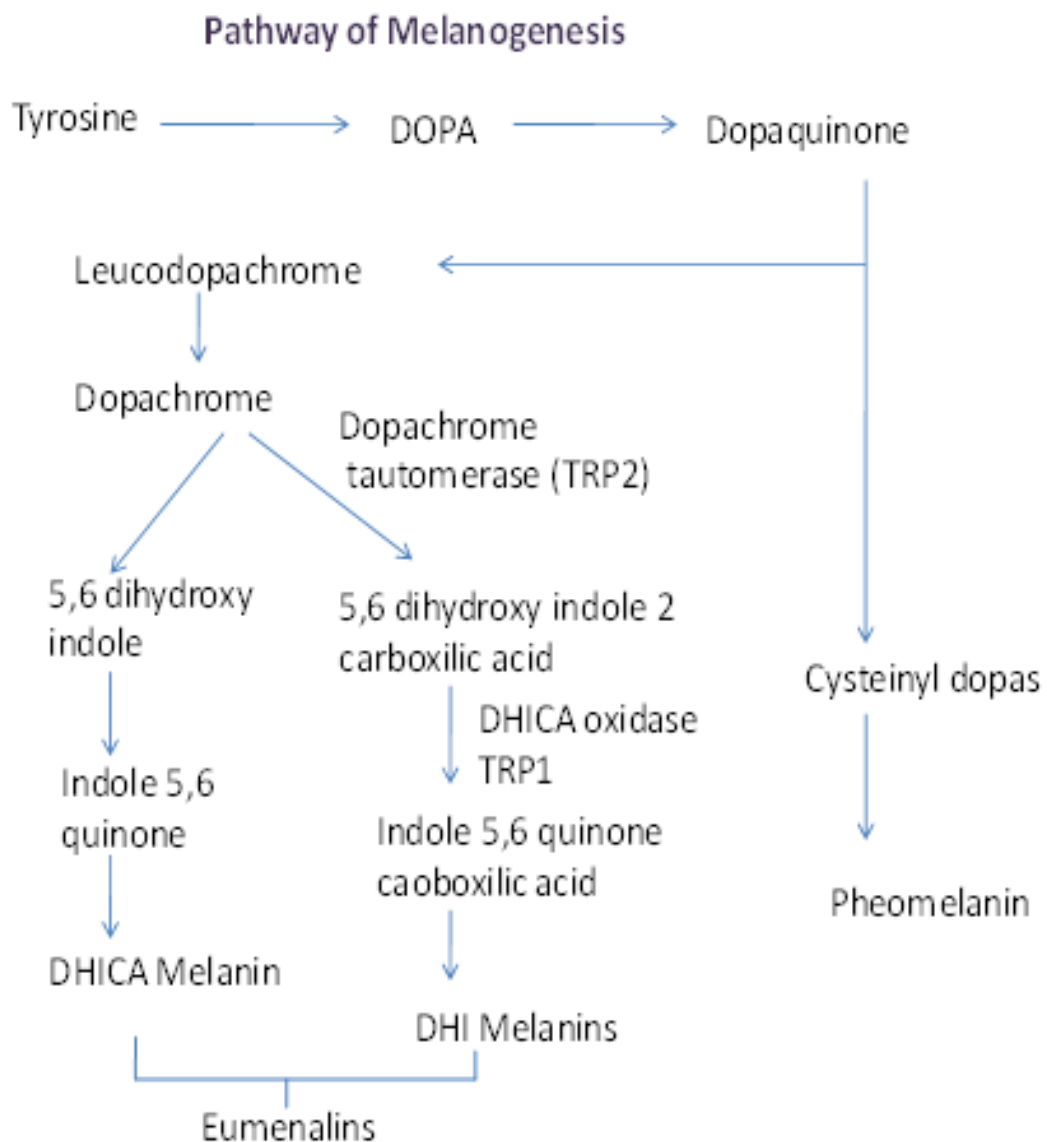 Pathway of Melanogenesis
Tyrosine
DOPA
Dopaquinone
Leucodopachrome
Dopachrome
Dopachrome
tautomerase (TRP2)
5,6 dihydroxy
indole
5,6 dihydroxy indole 2
carboxilic acid
Cysteinyl dopas
DHICA oxidase
TRP1
Indole 5,6
quinone
Indole 5,6 quinone
caoboxilic acid
Pheomelanin
DHICA Melanin
DHI Melanins
Eumenalins